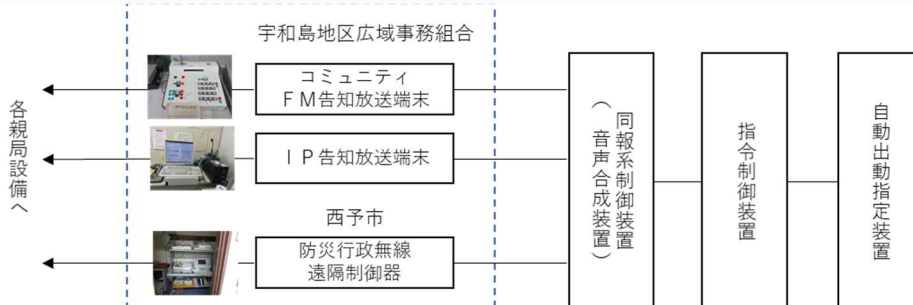 宇和島地区広域事務組合
コミュニティ
ＦＭ告知放送端末
ＩＰ告知放送端末
西予市
防災行政無線
遠隔制御器
各親局設備へ
同報系制御装置
（音声合成装置）
指令制御装置
自動出動指定装置